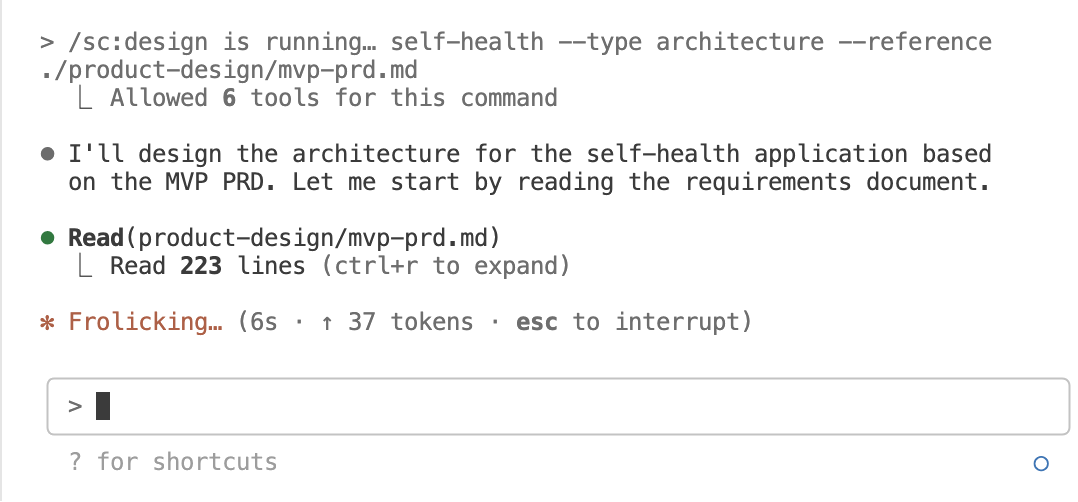 > /sc:design is running… self-health --type architecture --reference
./product-design/mvp-prd.md
⎿ Allowed 6 tools for this command
● I'll design the architecture for the self-health application based
on the MVP PRD. Let me start by reading the requirements document.
● Read(product-design/mvp-prd.md)
⎿ Read 223 lines (ctrl+r to expand)
✻ Frolicking… (6s · ↑ 37 tokens · esc to interrupt)
>
? for shortcuts